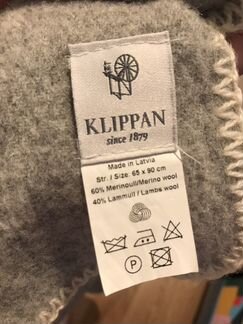 KLIPPAN
since 1879
Made in Latvia
Str. / Size. 65 x 90 cm
60% Merinoull/Merino wool
40% Lammull / Lambs wool
P